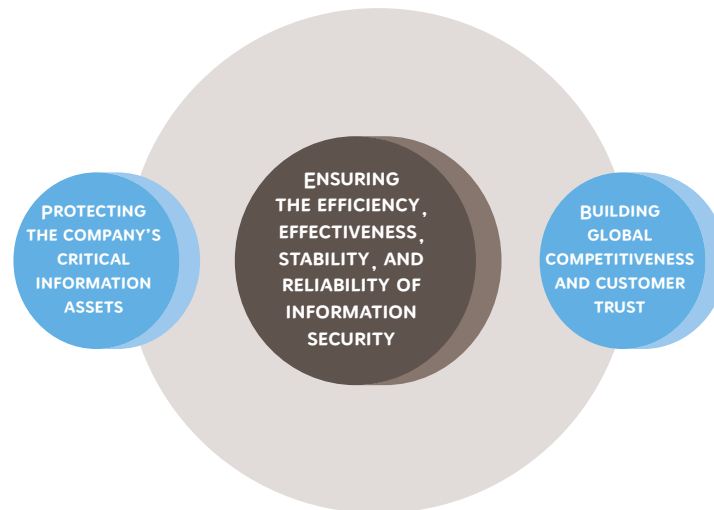 PROTECTING
THE COMPANY'S
CRITICAL
INFORMATION
ASSETS
ENSURING
THE EFFICIENCY,
EFFECTIVENESS,
STABILITY, AND
RELIABILITY OF
INFORMATION
SECURITY
BUILDING
GLOBAL
COMPETITIVENESS
AND CUSTOMER
TRUST